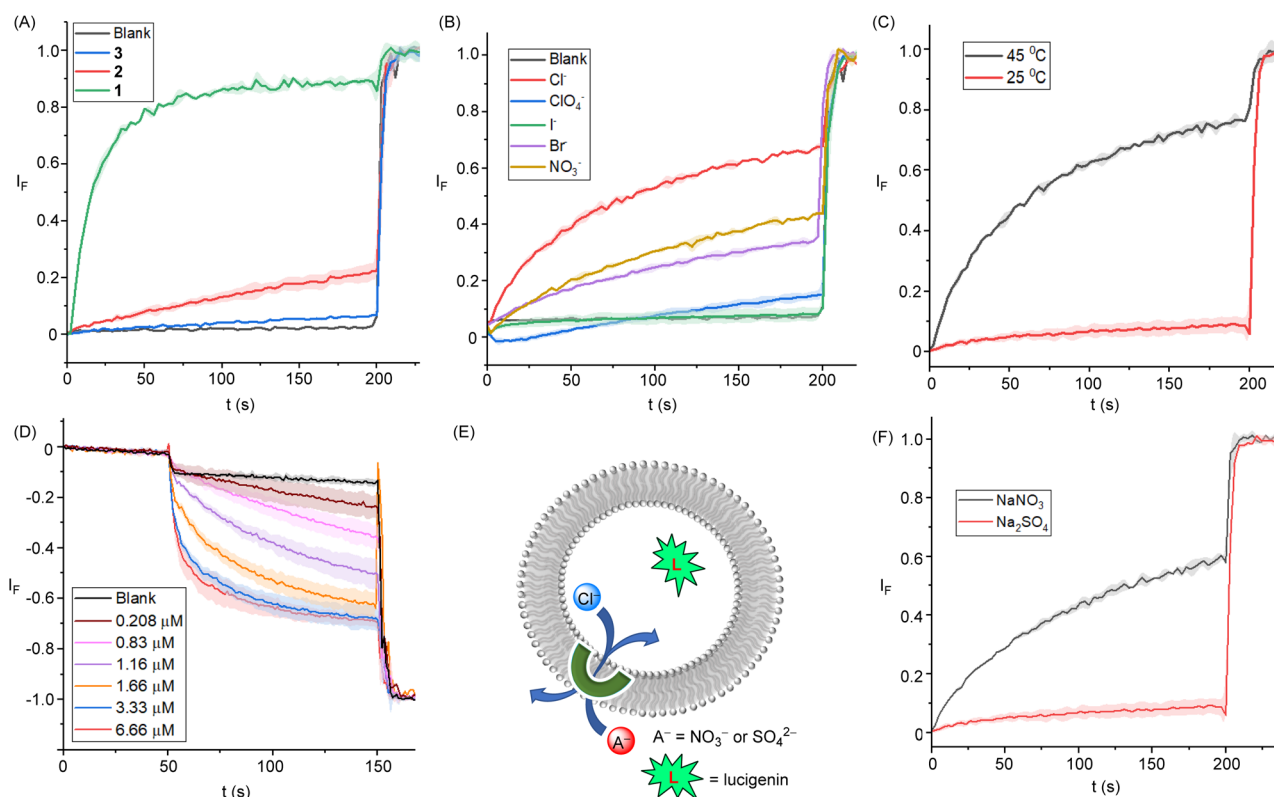 (A)
Blank
3
2
1
1.0
0.8
0.6
0.4
0.2
0
I_F
0
50
100
150
200
t (s)
(B)
Blank
Cl⁻
ClO₄⁻
I⁻
Br⁻
NO₃⁻
1.0
0.8
0.6
0.4
0.2
0
I_F
0
50
100
150
200
t (s)
(C)
45 ⁰C
25 ⁰C
1.0
0.8
0.6
0.4
0.2
0.0
I_F
0
50
100
150
200
t (s)
(D)
0
-0.2
-0.4
-0.6
-0.8
-1.0
I_F
Blank
0.208 µM
0.83 µM
1.16 µM
1.66 µM
3.33 µM
6.66 µM
0
50
100
150
t (s)
(E)
L
Cl⁻
A⁻
A⁻ = NO₃⁻ or SO₄²⁻
L = lucigenin
(F)
NaNO₃
Na₂SO₄
1.0
0.8
0.6
0.4
0.2
0
I_F
0
50
100
150
200
t (s)